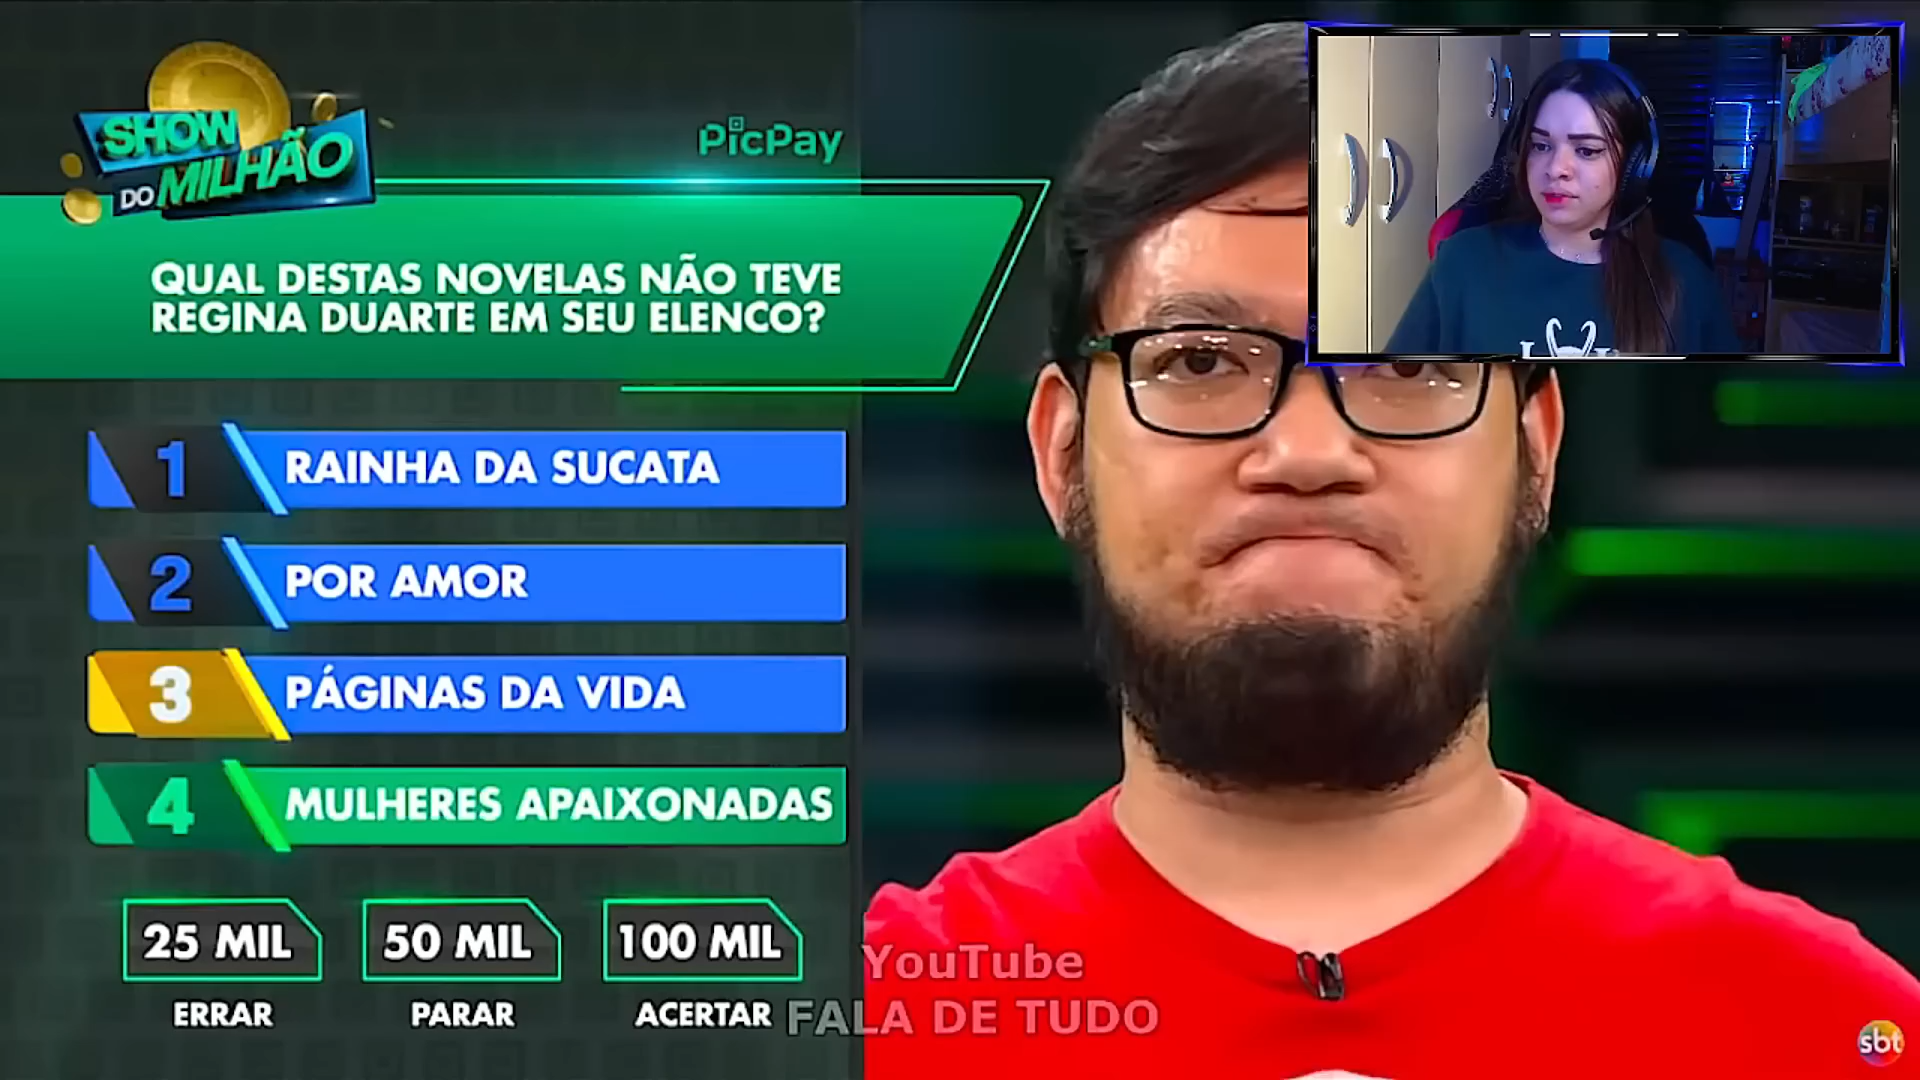 SHOW
DO MILHÃO
PicPay
QUAL DESTAS NOVELAS NÃO TEVE
REGINA DUARTE EM SEU ELENCO?
1 RAINHA DA SUCATA
2 POR AMOR
3 PÁGINAS DA VIDA
4 MULHERES APAIXONADAS
25 MIL
50 MIL
100 MIL
ERRAR
PARAR
ACERTAR
YouTube
FALA DE TUDO
sbt